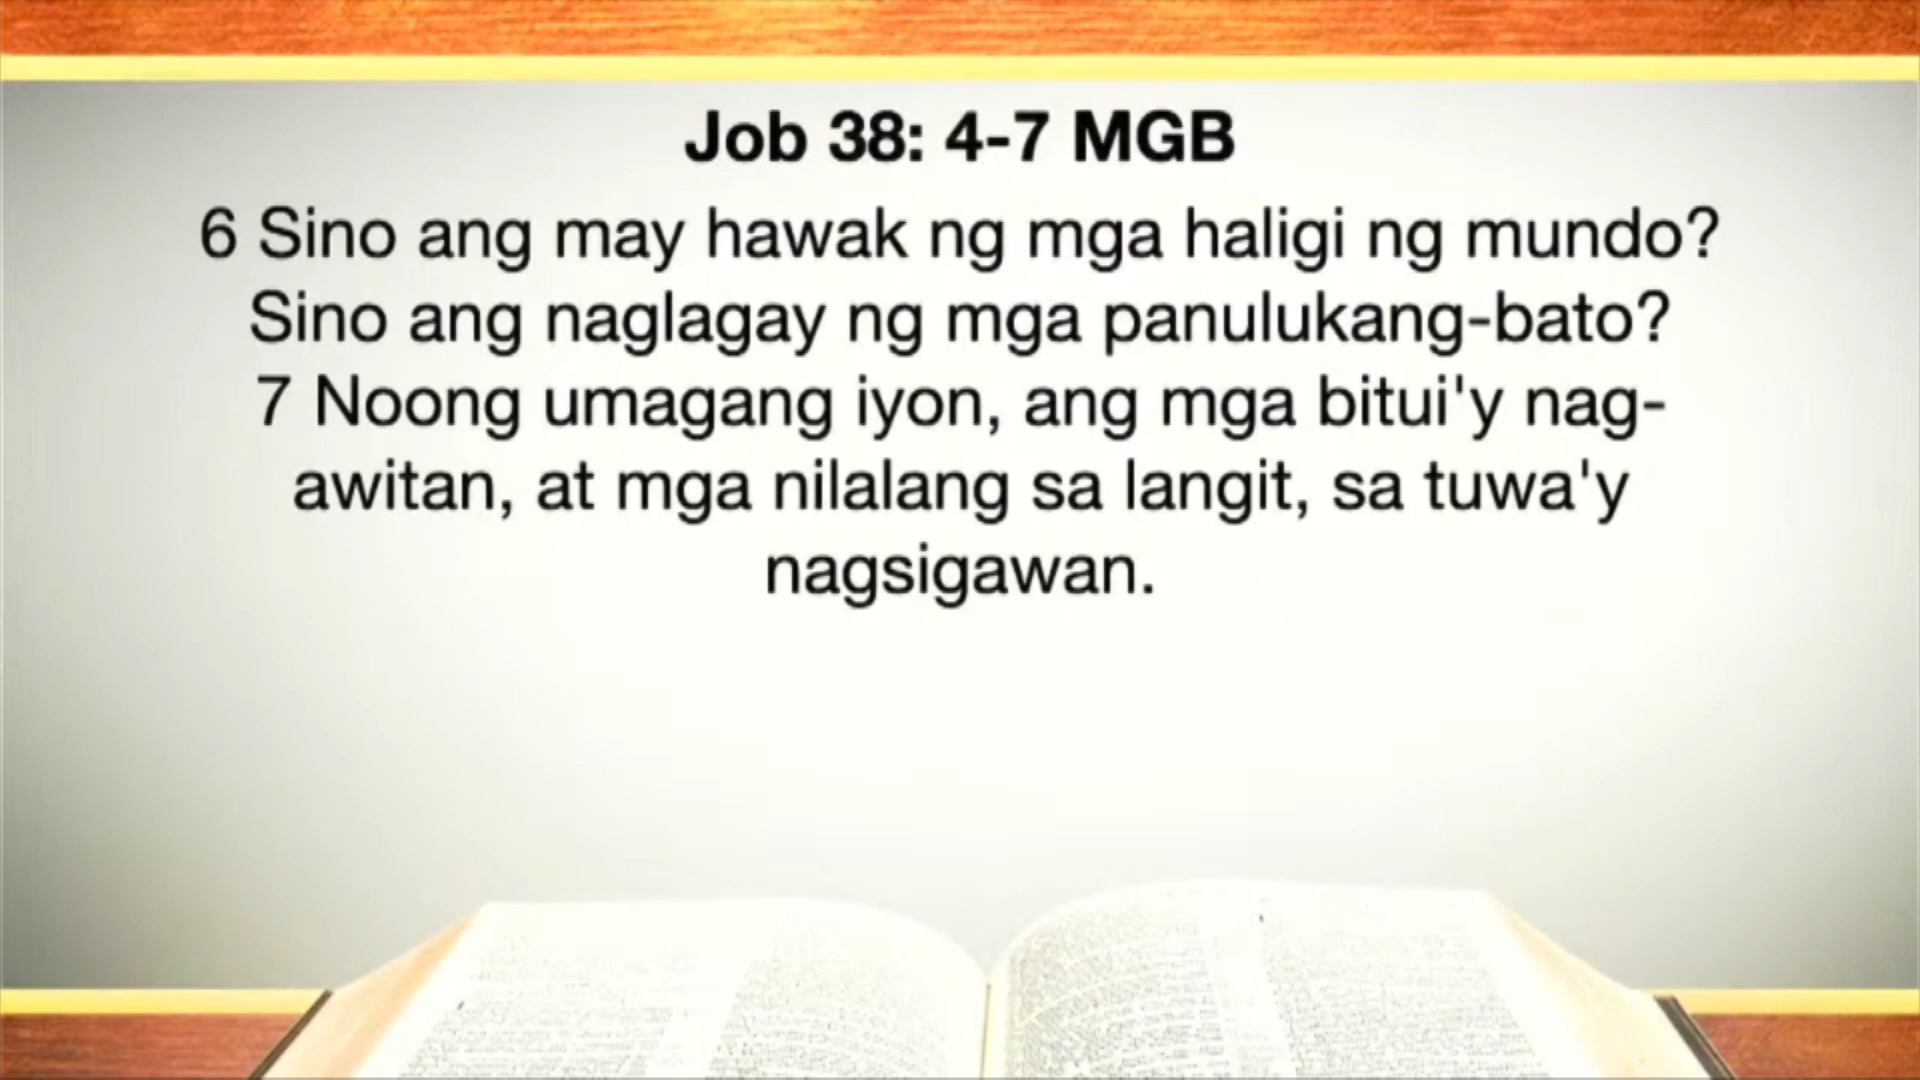 Job 38: 4-7 MGB
6 Sino ang may hawak ng mga haligi ng mundo?
Sino ang naglagay ng mga panulukang-bato?
7 Noong umagang iyon, ang mga bitui'y nag-
awitan, at mga nilalang sa langit, sa tuwa'y
nagsigawan.